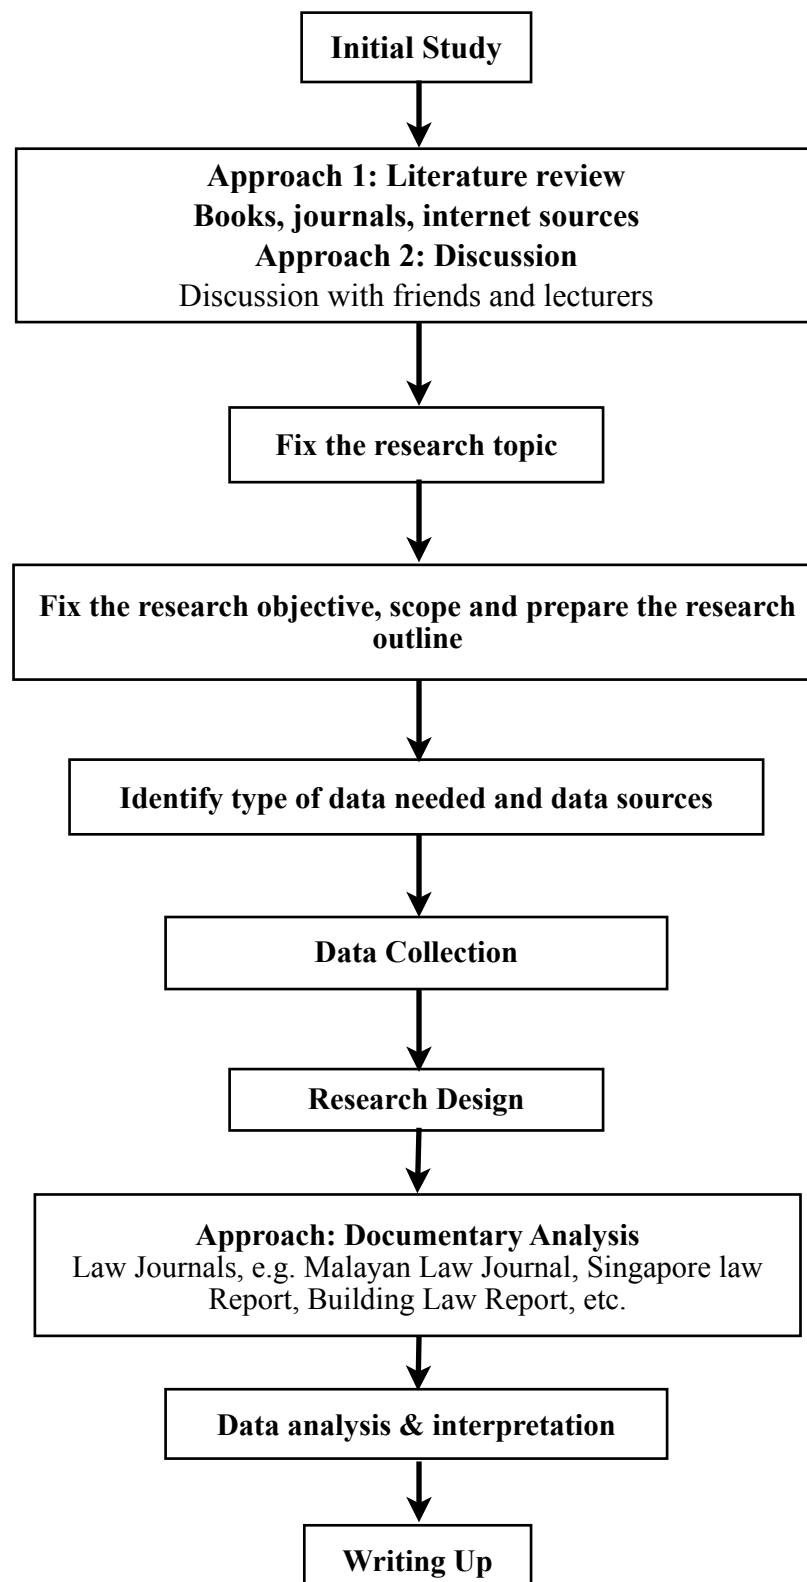 Initial Study
Approach 1: Literature review
Books, journals, internet sources
Approach 2: Discussion
Discussion with friends and lecturers
Fix the research topic
Fix the research objective, scope and prepare the research
outline
Identify type of data needed and data sources
Data Collection
Research Design
Approach: Documentary Analysis
Law Journals, e.g. Malayan Law Journal, Singapore law
Report, Building Law Report, etc.
Data analysis & interpretation
Writing Up